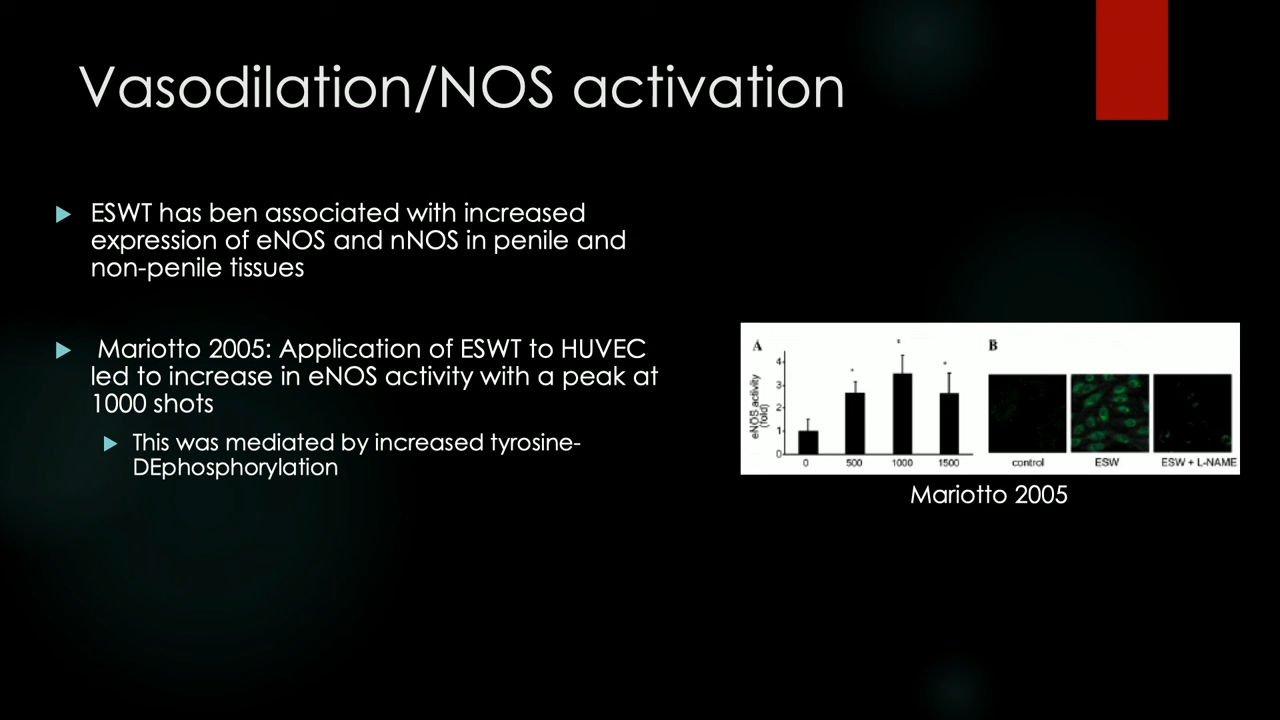 Vasodilation/NOS activation
ESWT has ben associated with increased
expression of eNOS and nNOS in penile and
non-penile tissues
Mariotto 2005: Application of ESWT to HUVEC
led to increase in eNOS activity with a peak at
1000 shots
This was mediated by increased tyrosine-
DEphosphorylation
A
eNOS activity
(fold)
4
3
2
1
0
* * *
0 500 1000 1500
B
control ESW ESW + L-NAME
Mariotto 2005